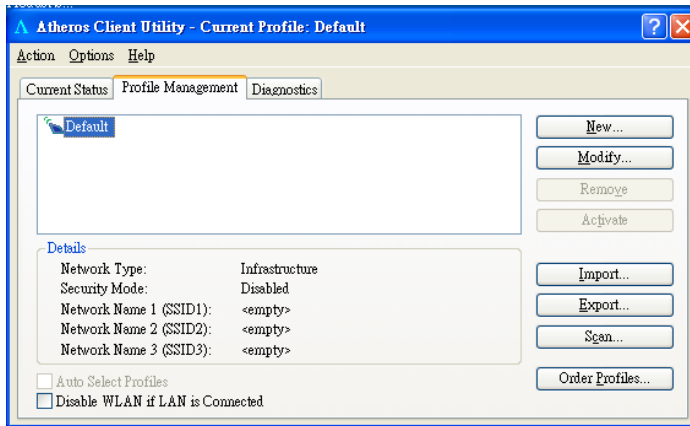 Atheros Client Utility - Current Profile: Default
Action Options Help
Current Status Profile Management Diagnostics
Default
New...
Modify...
Remove
Activate
Details
Network Type: Infrastructure
Security Mode: Disabled
Network Name 1 (SSID1): <empty>
Network Name 2 (SSID2): <empty>
Network Name 3 (SSID3): <empty>
Import...
Export...
Scan...
Order Profiles...
Auto Select Profiles
Disable WLAN if LAN is Connected